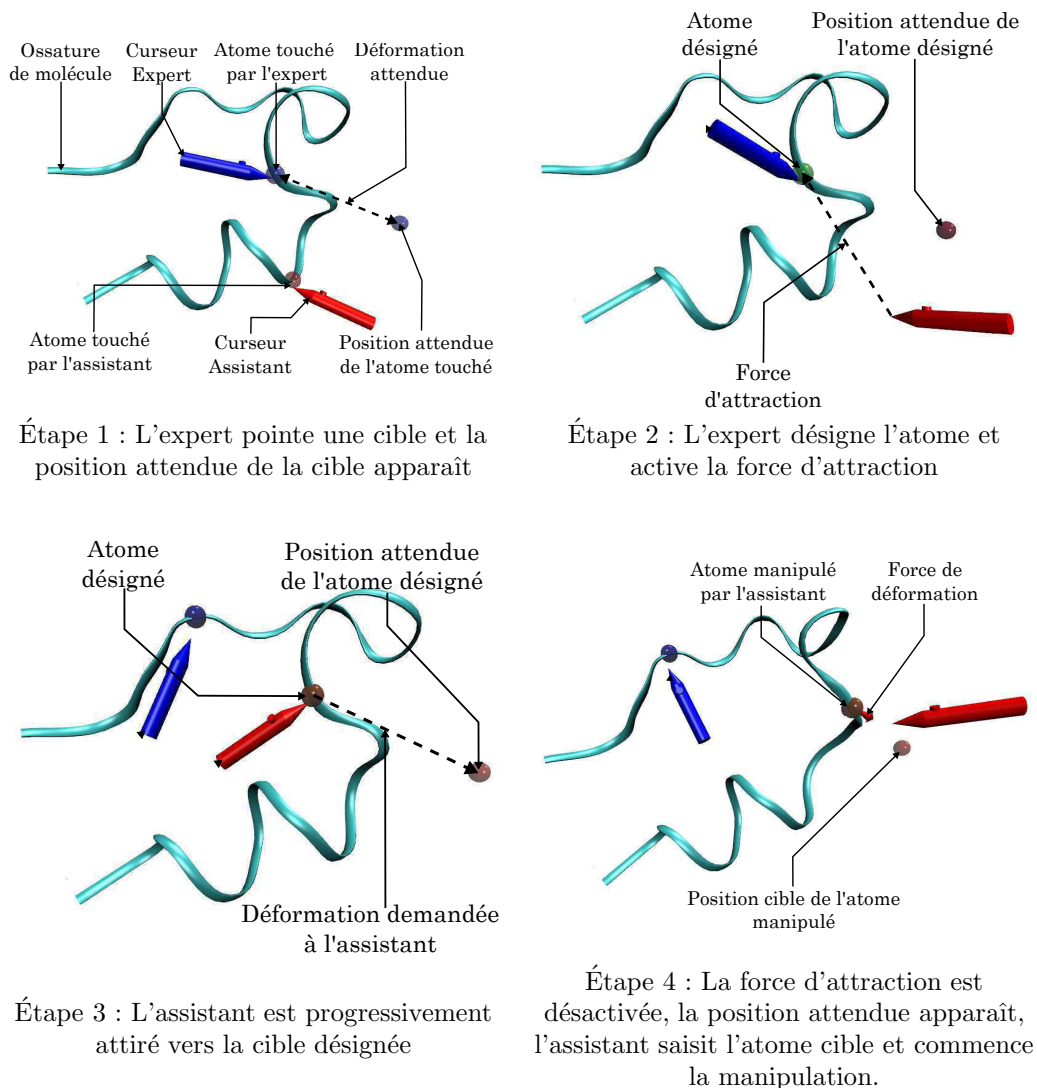 Ossature
de molécule
Curseur
Expert
Atome touché
par l'expert
Déformation
attendue
Atome touché
par l'assistant
Curseur
Assistant
Position attendue
de l'atome touché
Étape 1 : L'expert pointe une cible et la
position attendue de la cible apparaît
Atome
désigné
Position attendue de
l'atome désigné
Force
d'attraction
Étape 2 : L'expert désigne l'atome et
active la force d'attraction
Atome
désigné
Position attendue
de l'atome désigné
Déformation demandée
à l'assistant
Étape 3 : L'assistant est progressivement
attiré vers la cible désignée
Atome manipulé
par l'assistant
Force de
déformation
Position cible de l'atome
manipulé
Étape 4 : La force d'attraction est
désactivée, la position attendue apparaît,
l'assistant saisit l'atome cible et commence
la manipulation.